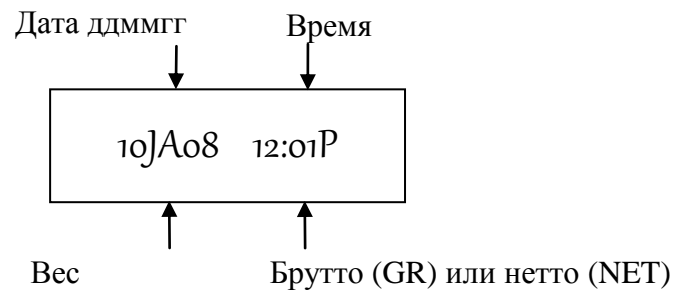 Дата ддммгг Время
10JA08 12:01P
Вес Брутто (GR) или нетто (NET)